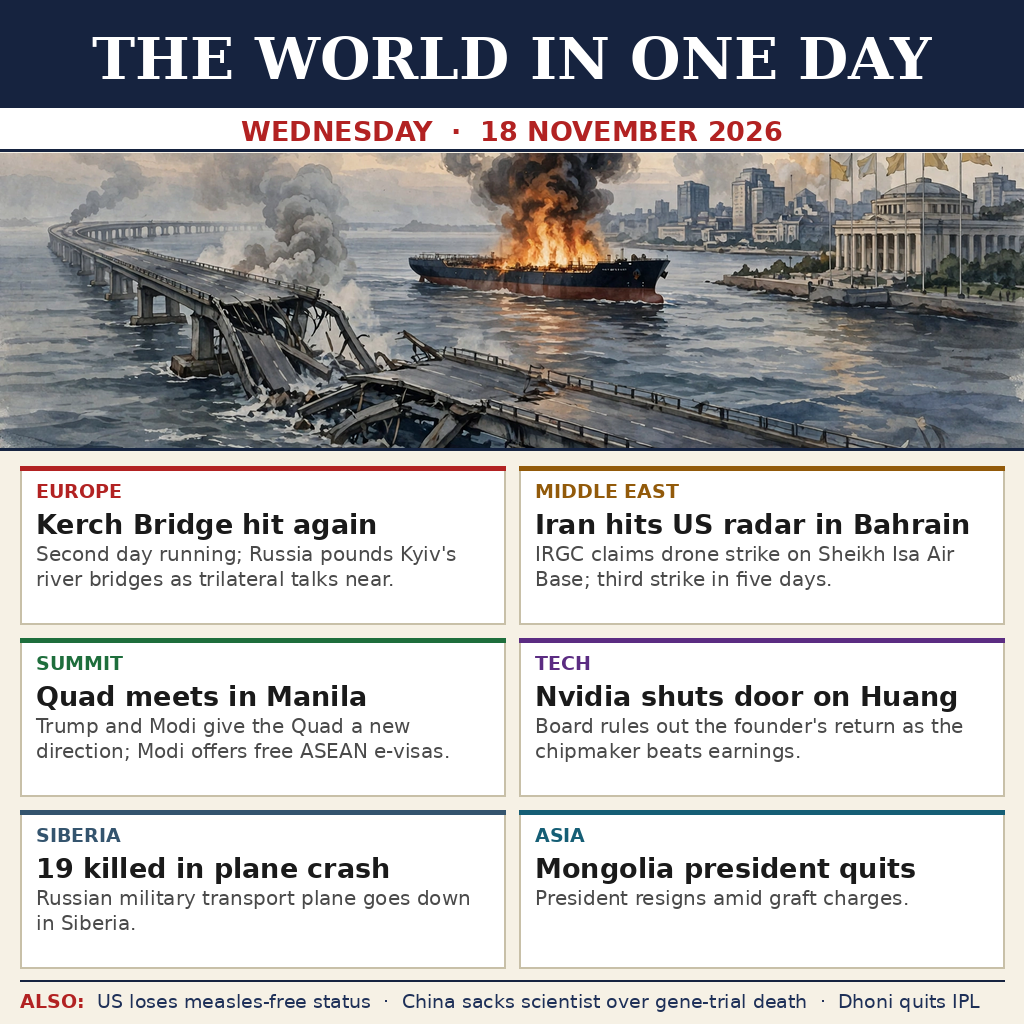 THE WORLD IN ONE DAY
WEDNESDAY · 18 NOVEMBER 2026
EUROPE
Kerch Bridge hit again
Second day running; Russia pounds Kyiv's
river bridges as trilateral talks near.
MIDDLE EAST
Iran hits US radar in Bahrain
IRGC claims drone strike on Sheikh Isa Air
Base; third strike in five days.
SUMMIT
Quad meets in Manila
Trump and Modi give the Quad a new
direction; Modi offers free ASEAN e-visas.
TECH
Nvidia shuts door on Huang
Board rules out the founder's return as the
chipmaker beats earnings.
SIBERIA
19 killed in plane crash
Russian military transport plane goes down
in Siberia.
ASIA
Mongolia president quits
President resigns amid graft charges.
ALSO: US loses measles-free status · China sacks scientist over gene-trial death · Dhoni quits IPL